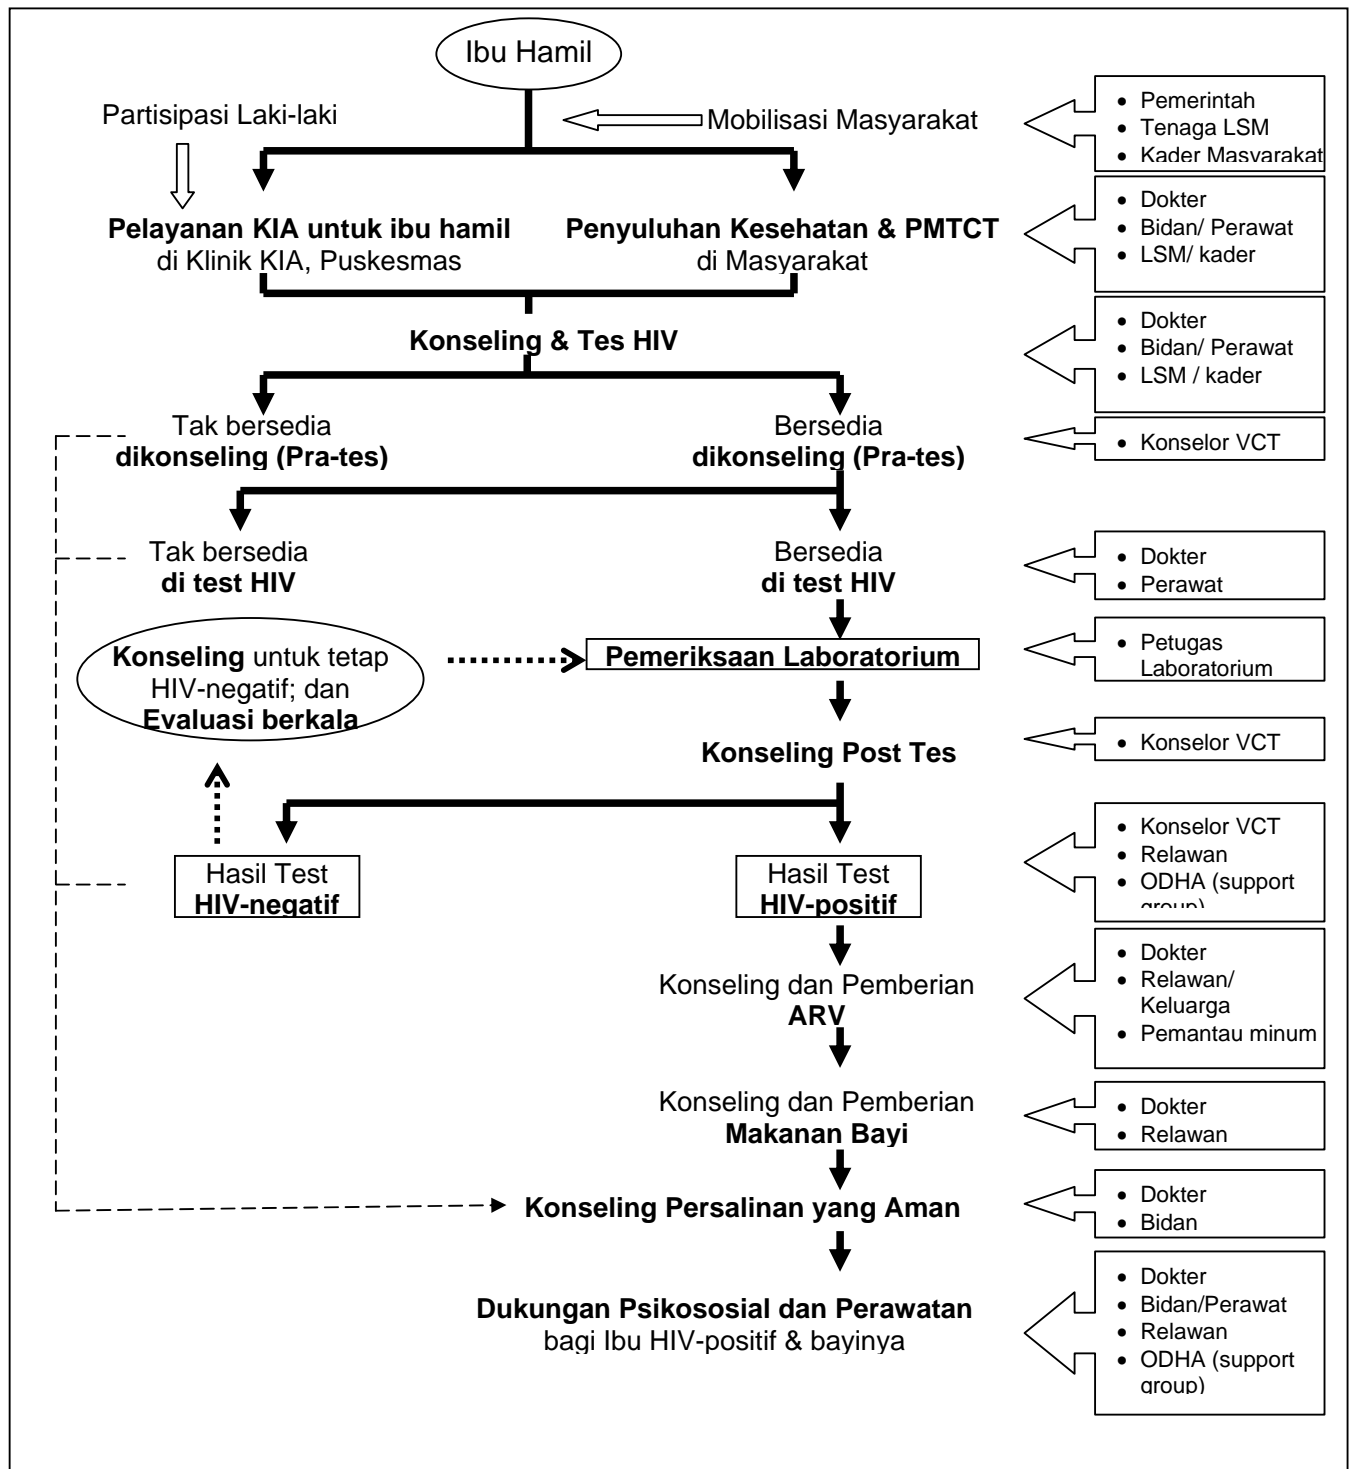 Ibu Hamil
Partisipasi Laki-laki
Mobilisasi Masyarakat
• Pemerintah
• Tenaga LSM
• Kader Masyarakat
Pelayanan KIA untuk ibu hamil
di Klinik KIA, Puskesmas
Penyuluhan Kesehatan & PMTCT
di Masyarakat
• Dokter
• Bidan/ Perawat
• LSM/ kader
Konseling & Tes HIV
• Dokter
• Bidan/ Perawat
• LSM / kader
Tak bersedia
dikonseling (Pra-tes)
Bersedia
dikonseling (Pra-tes)
• Konselor VCT
Tak bersedia
di test HIV
Bersedia
di test HIV
• Dokter
• Perawat
Konseling untuk tetap
HIV-negatif; dan
Evaluasi berkala
Pemeriksaan Laboratorium
• Petugas
Laboratorium
Konseling Post Tes
• Konselor VCT
Hasil Test
HIV-negatif
Hasil Test
HIV-positif
• Konselor VCT
• Relawan
• ODHA (support
group)
Konseling dan Pemberian
ARV
• Dokter
• Relawan/
Keluarga
• Pemantau minum
Konseling dan Pemberian
Makanan Bayi
• Dokter
• Relawan
Konseling Persalinan yang Aman
• Dokter
• Bidan
Dukungan Psikososial dan Perawatan
bagi Ibu HIV-positif & bayinya
• Dokter
• Bidan/Perawat
• Relawan
• ODHA (support
group)